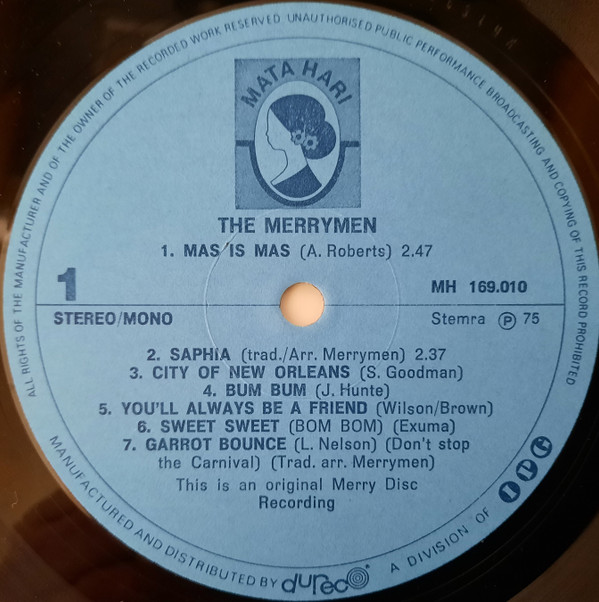 ALL RIGHTS OF THE MANUFACTURER AND OF THE OWNER OF THE RECORDED WORK RESERVED. UNAUTHORISED PUBLIC PERFORMANCE BROADCASTING AND COPYING OF THIS RECORD PROHIBITED
MATA HARI
THE MERRYMEN
1. MAS IS MAS (A. Roberts) 2.47
1
MH 169.010
STEREO/MONO
Stemra Ⓟ 75
2. SAPHIA (trad./Arr. Merrymen) 2.37
3. CITY OF NEW ORLEANS (S. Goodman)
4. BUM BUM (J. Hunte)
5. YOU'LL ALWAYS BE A FRIEND (Wilson/Brown)
6. SWEET SWEET (BOM BOM) (Exuma)
7. GARROT BOUNCE (L. Nelson) (Don't stop
the Carnival) (Trad. arr. Merrymen)
This is an original Merry Disc
Recording
MANUFACTURED AND DISTRIBUTED BY dureco A DIVISION OF